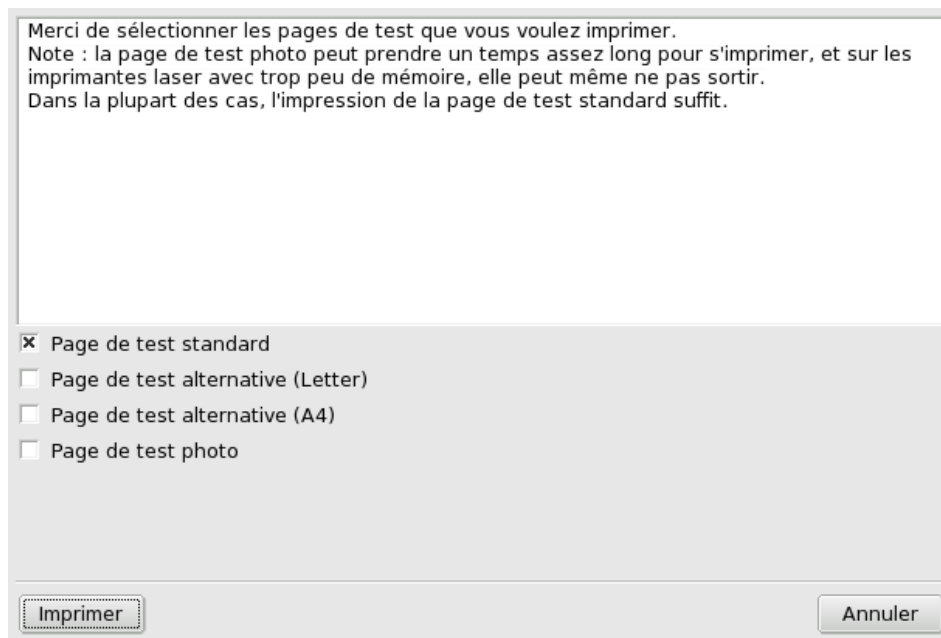 Merci de sélectionner les pages de test que vous voulez imprimer.
Note : la page de test photo peut prendre un temps assez long pour s'imprimer, et sur les
imprimantes laser avec trop peu de mémoire, elle peut même ne pas sortir.
Dans la plupart des cas, l'impression de la page de test standard suffit.
Page de test standard
Page de test alternative (Letter)
Page de test alternative (A4)
Page de test photo
Imprimer
Annuler